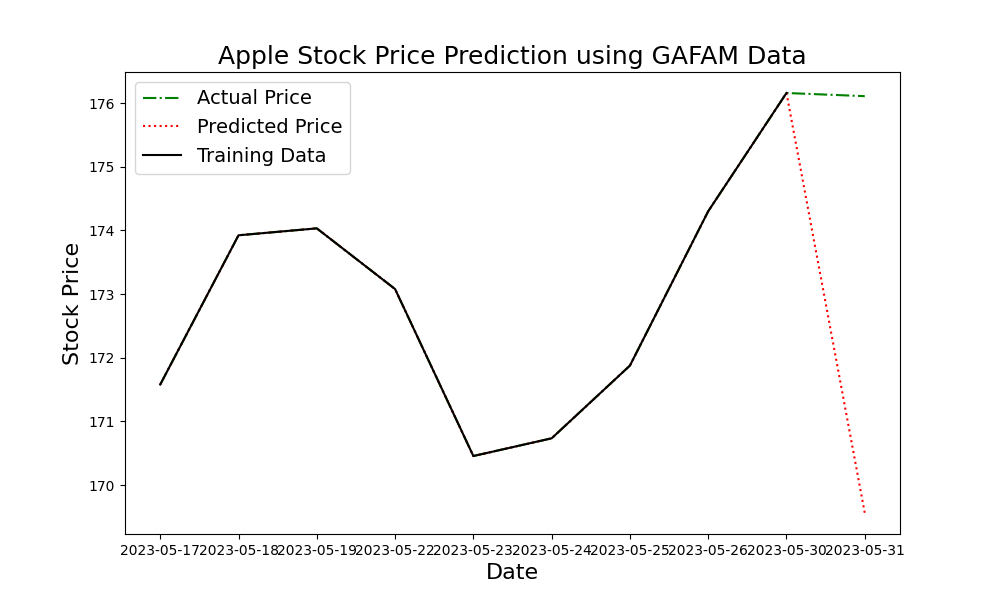 Apple Stock Price Prediction using GAFAM Data
Actual Price
Predicted Price
Training Data
176
175
174
173
172
171
170
Stock Price
2023-05-17 2023-05-18 2023-05-19 2023-05-22 2023-05-23 2023-05-24 2023-05-25 2023-05-26 2023-05-30 2023-05-31
Date